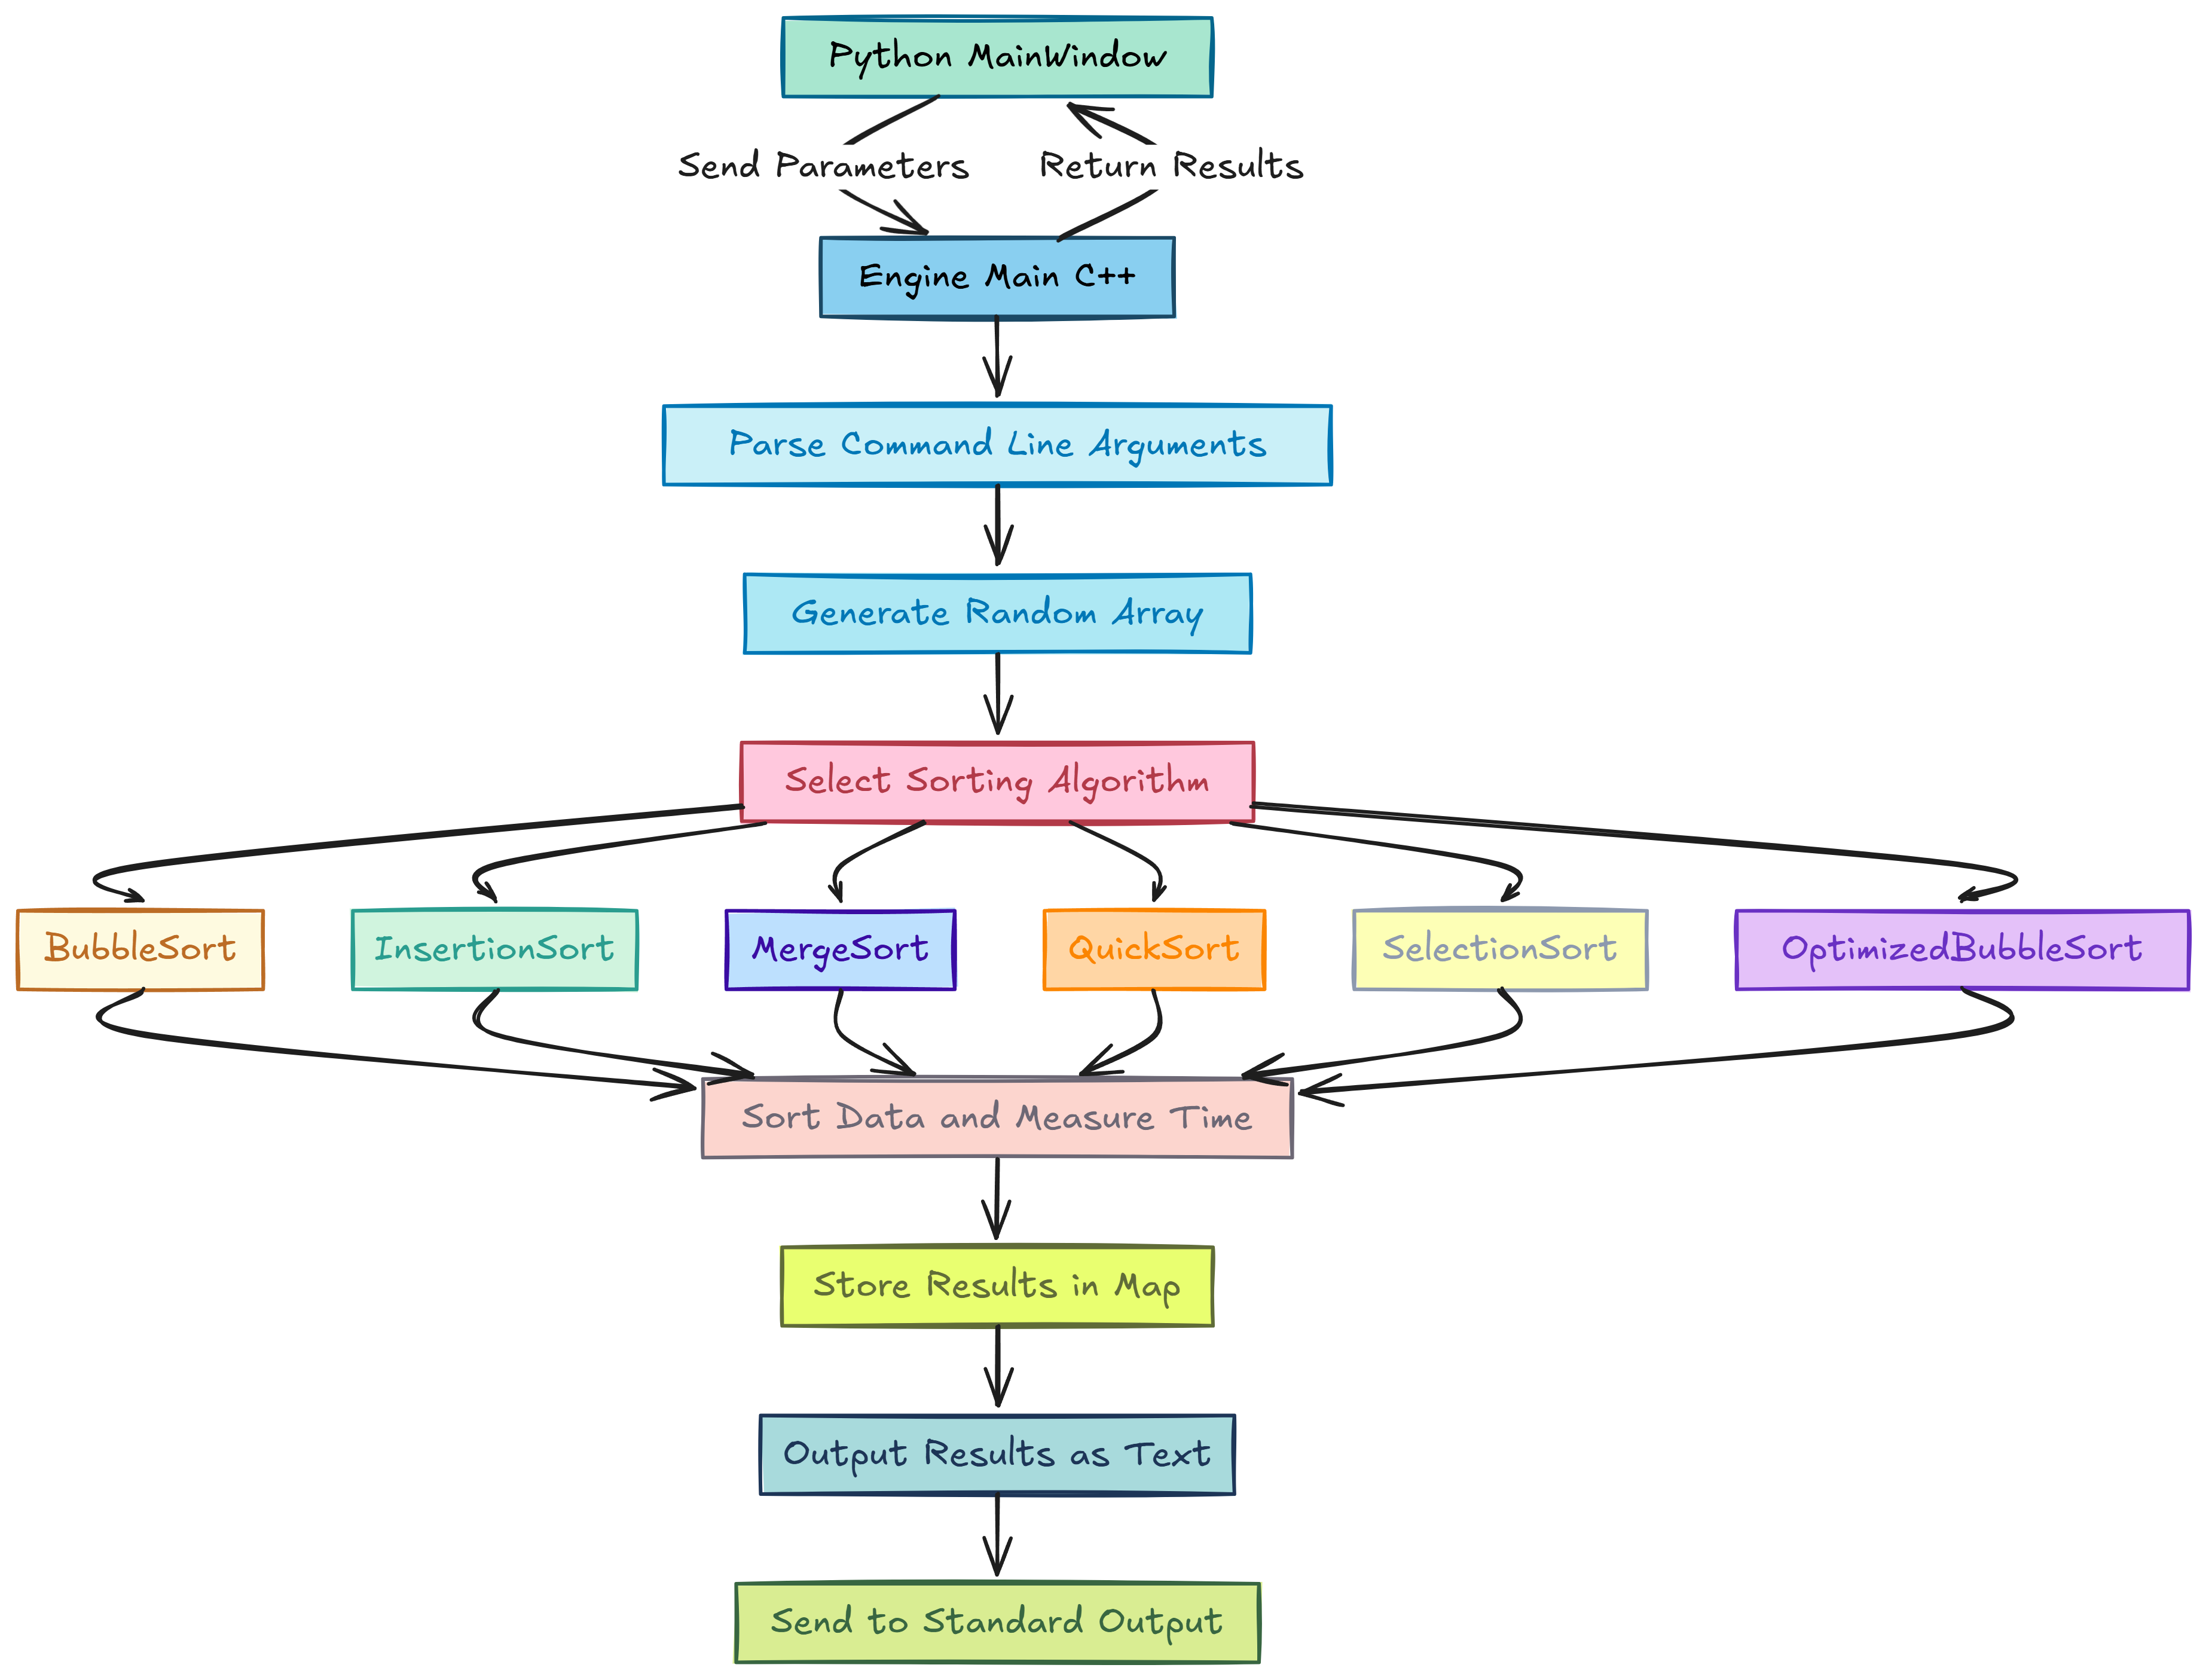 Python MainWindow
Send Parameters
Return Results
Engine Main C++
Parse Command Line Arguments
Generate Random Array
Select Sorting Algorithm
BubbleSort
InsertionSort
MergeSort
QuickSort
SelectionSort
OptimizedBubbleSort
Sort Data and Measure Time
Store Results in Map
Output Results as Text
Send to Standard Output